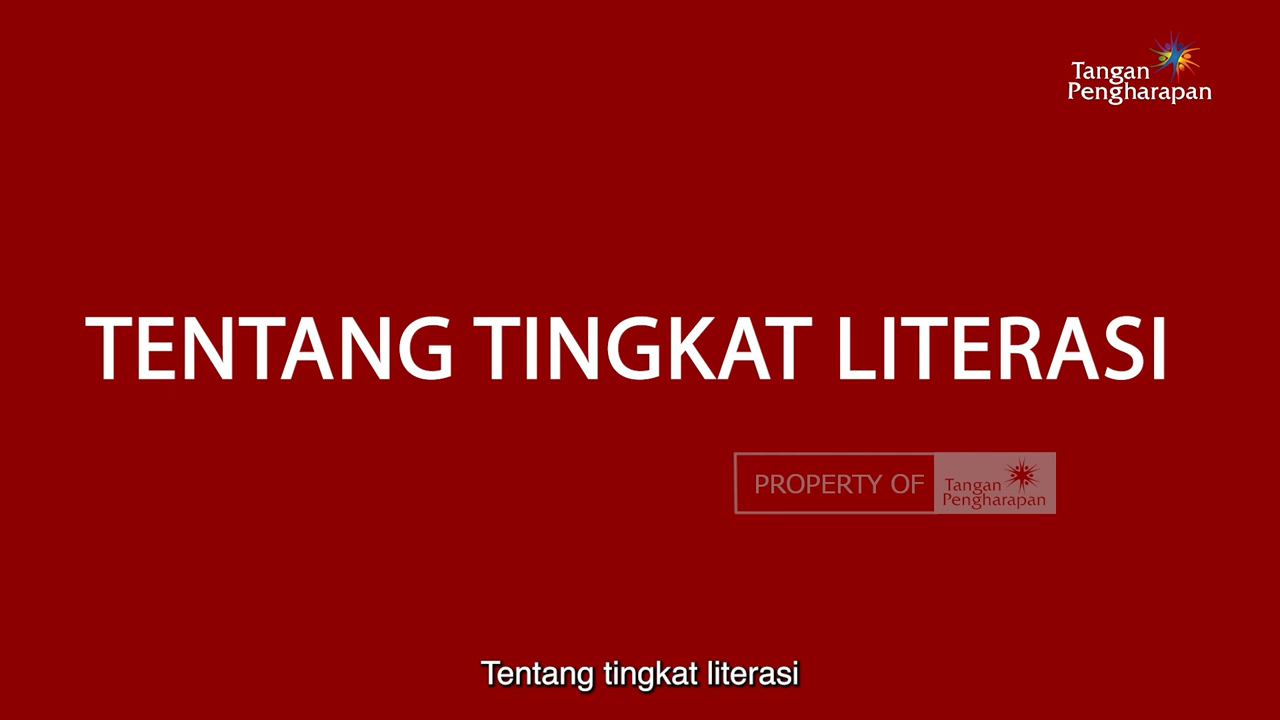 Tangan
Pengharapan
TENTANG TINGKAT LITERASI
PROPERTY OF
Tangan
Pengharapan
Tentang tingkat literasi